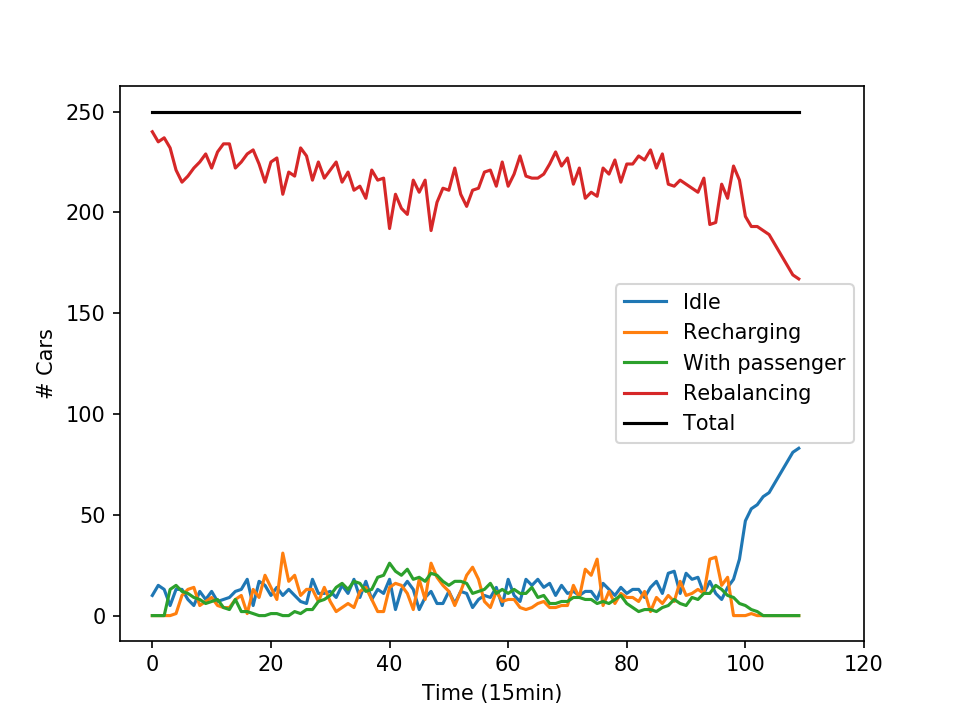 250
200
150
100
50
0
# Cars
Idle
Recharging
With passenger
Rebalancing
Total
0 20 40 60 80 100 120
Time (15min)